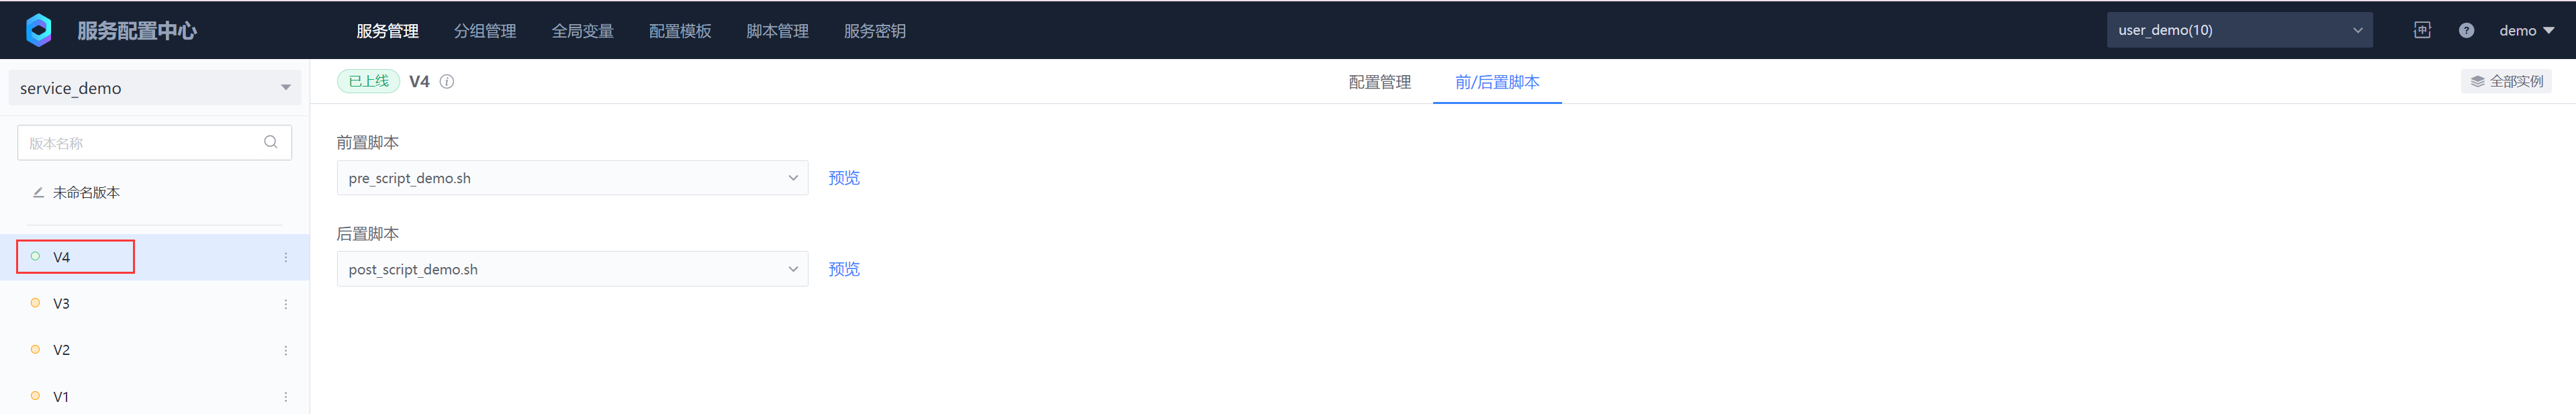 服务配置中心 服务管理 分组管理 全局变量 配置模板 脚本管理 服务密钥 user_demo(10) 中 ? demo
service_demo 已上线 V4 i 配置管理 前/后置脚本 全部实例
版本名称
前置脚本
pre_script_demo.sh 预览
未命名版本
后置脚本
post_script_demo.sh 预览
V4
V3
V2
V1